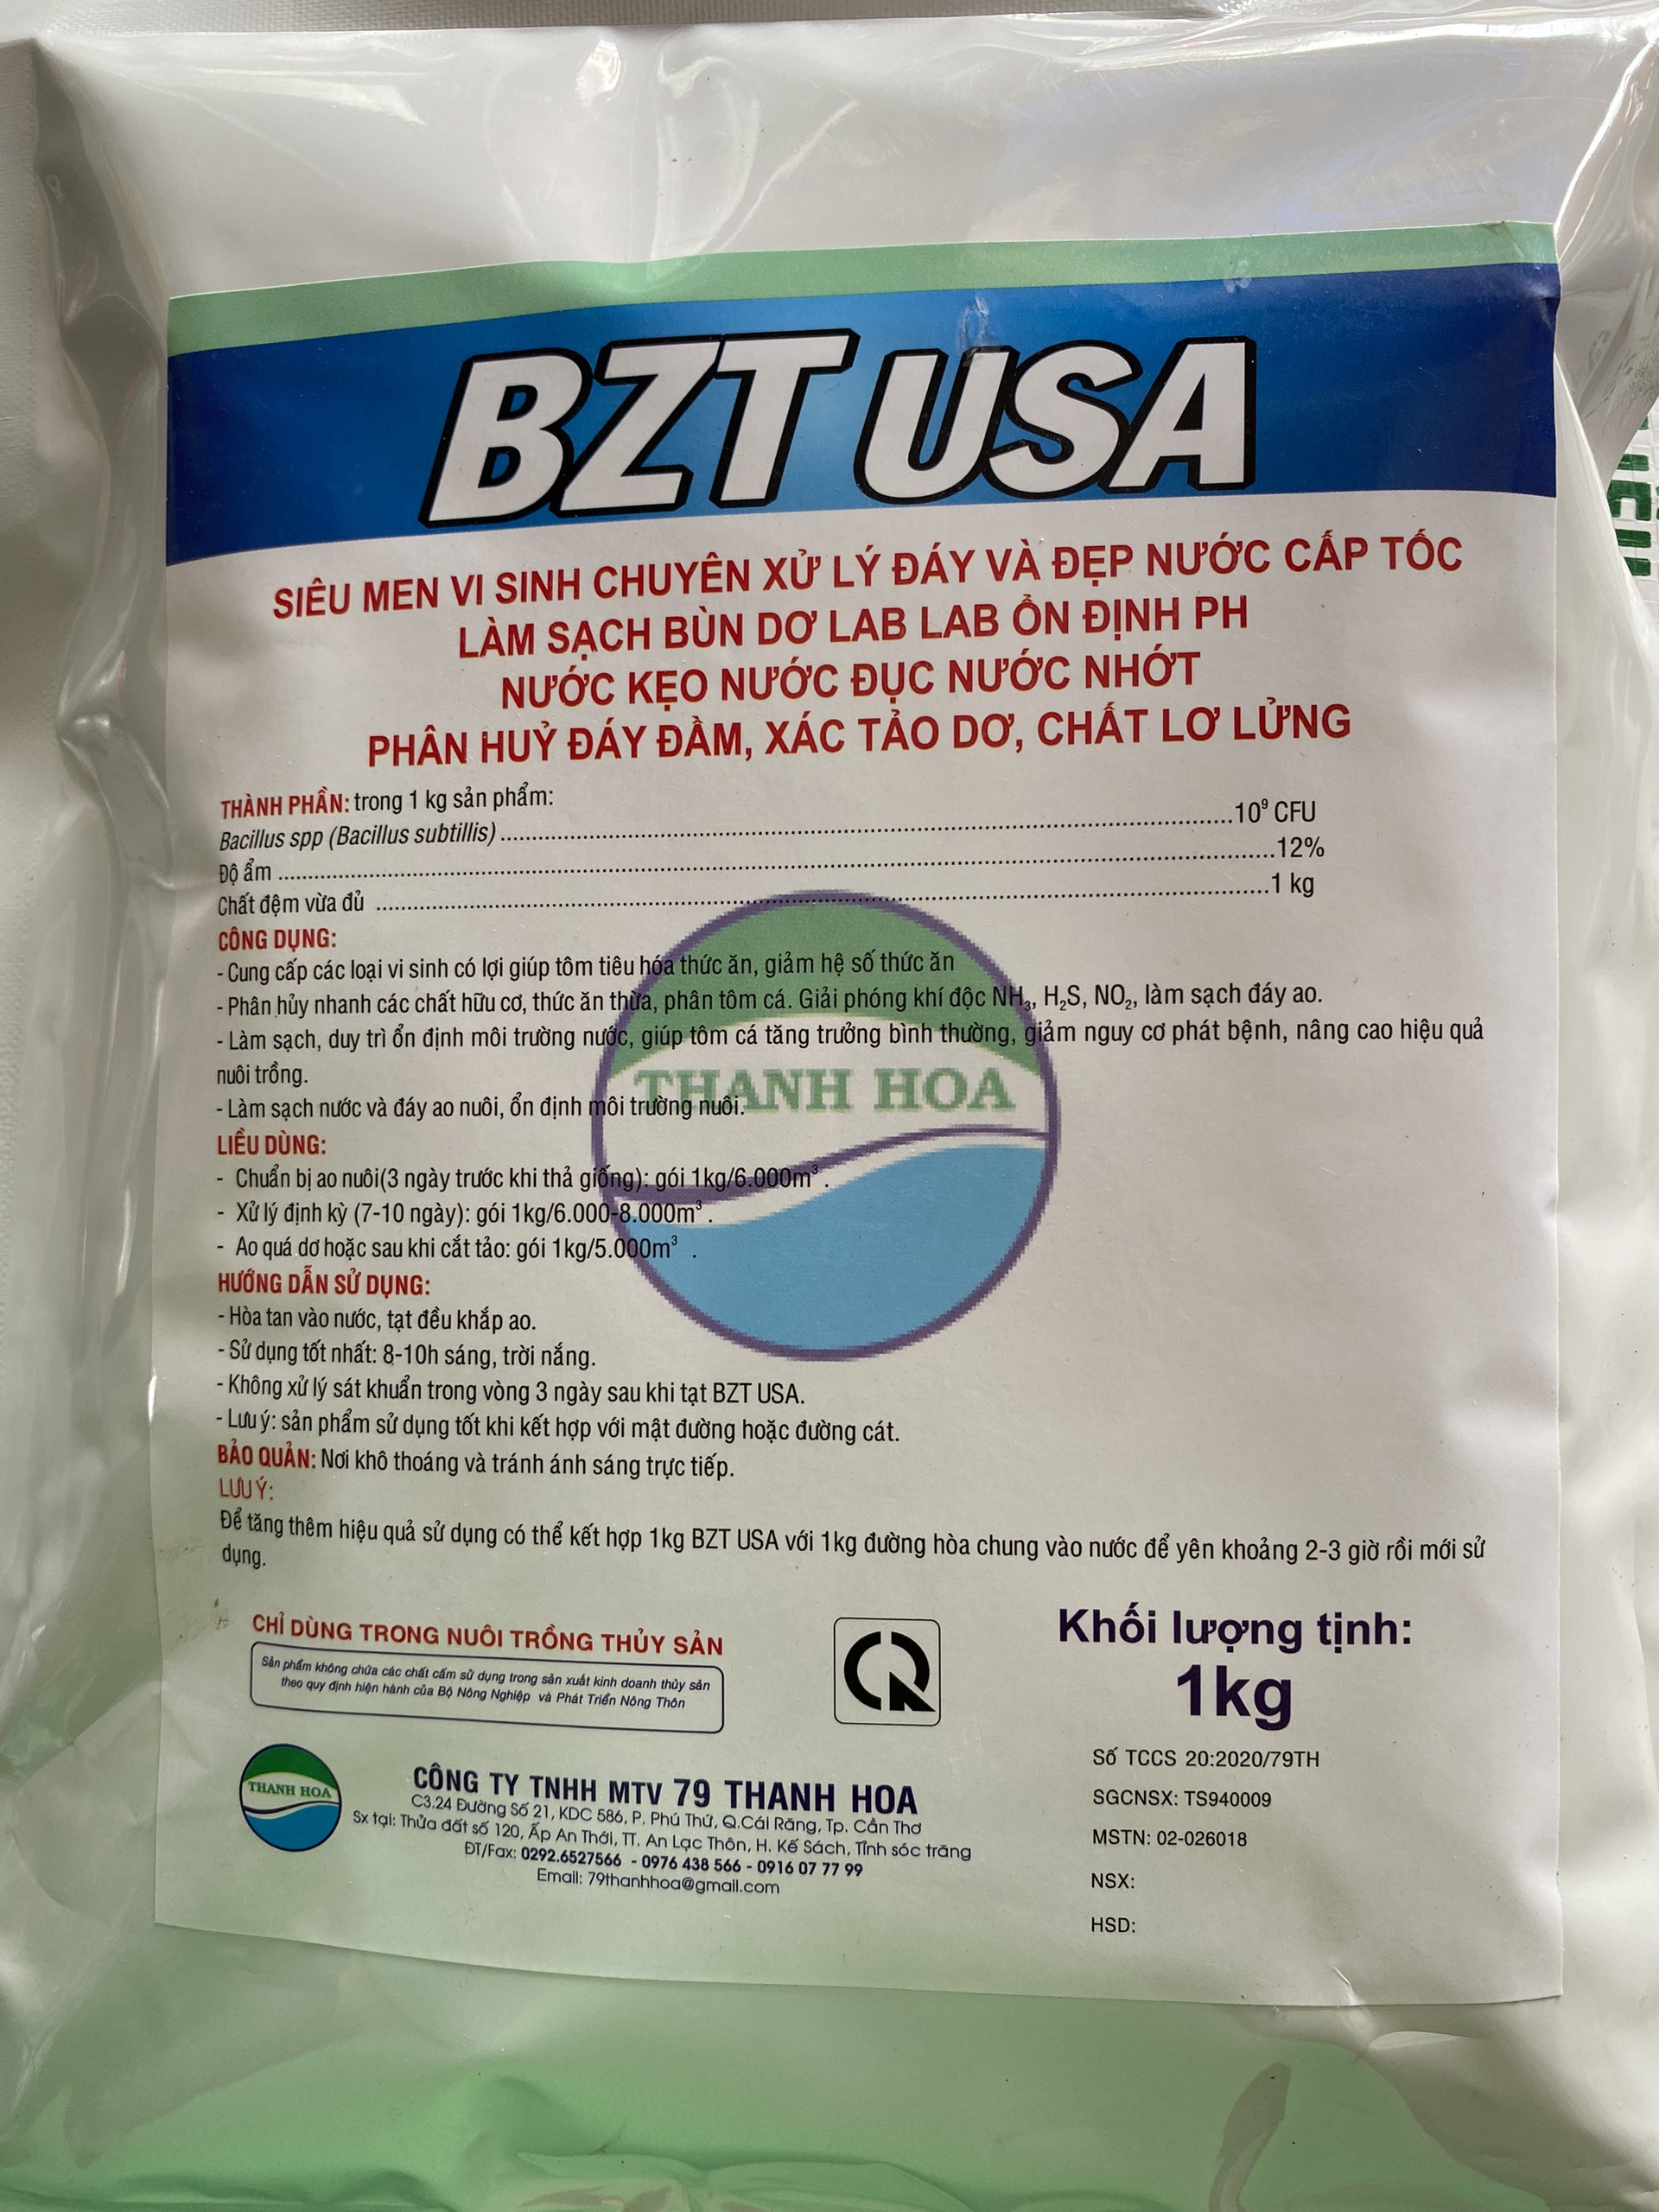 BZT USA
SIÊU MEN VI SINH CHUYÊN XỬ LÝ ĐÁY VÀ ĐẸP NƯỚC CẤP TỐC
LÀM SẠCH BÙN DƠ LAB LAB ỔN ĐỊNH PH
NƯỚC KẸO NƯỚC ĐỤC NƯỚC NHỚT
PHÂN HUỶ ĐÁY ĐẦM, XÁC TẢO DƠ, CHẤT LƠ LỬNG
THÀNH PHẦN: trong 1 kg sản phẩm:
Bacillus spp (Bacillus subtillis) ........ 10⁹ CFU
Độ ẩm ........ 12%
Chất đệm vừa đủ ........ 1 kg
CÔNG DỤNG:
- Cung cấp các loại vi sinh có lợi giúp tôm tiêu hóa thức ăn, giảm hệ số thức ăn
- Phân hủy nhanh các chất hữu cơ, thức ăn thừa, phân tôm cá. Giải phóng khí độc NH₃, H₂S, NO₂, làm sạch đáy ao.
- Làm sạch, duy trì ổn định môi trường nước, giúp tôm cá tăng trưởng bình thường, giảm nguy cơ phát bệnh, nâng cao hiệu quả
nuôi trồng.
THANH HOA
- Làm sạch nước và đáy ao nuôi, ổn định môi trường nuôi.
LIỀU DÙNG:
- Chuẩn bị ao nuôi(3 ngày trước khi thả giống): gói 1kg/6.000m³ .
- Xử lý định kỳ (7-10 ngày): gói 1kg/6.000-8.000m³ .
- Ao quá dơ hoặc sau khi cắt tảo: gói 1kg/5.000m³ .
HƯỚNG DẪN SỬ DỤNG:
- Hòa tan vào nước, tạt đều khắp ao.
- Sử dụng tốt nhất: 8-10h sáng, trời nắng.
- Không xử lý sát khuẩn trong vòng 3 ngày sau khi tạt BZT USA.
- Lưu ý: sản phẩm sử dụng tốt khi kết hợp với mật đường hoặc đường cát.
BẢO QUẢN: Nơi khô thoáng và tránh ánh sáng trực tiếp.
LƯU Ý:
Để tăng thêm hiệu quả sử dụng có thể kết hợp 1kg BZT USA với 1kg đường hòa chung vào nước để yên khoảng 2-3 giờ rồi mới sử
dụng.
CHỈ DÙNG TRONG NUÔI TRỒNG THỦY SẢN
Sản phẩm không chứa các chất cấm sử dụng trong sản xuất kinh doanh thủy sản
theo quy định hiện hành của Bộ Nông Nghiệp và Phát Triển Nông Thôn
Khối lượng tịnh:
1kg
THANH HOA
CÔNG TY TNHH MTV 79 THANH HOA
C3.24 Đường Số 21, KDC 586, P. Phú Thứ, Q.Cái Răng, Tp. Cần Thơ
Sx tại: Thửa đất số 120, Ấp An Thới, TT. An Lạc Thôn, H. Kế Sách, Tỉnh sóc trăng
ĐT/Fax: 0292.6527566 - 0976 438 566 - 0916 07 77 99
Email: 79thanhhoa@gmail.com
Số TCCS 20:2020/79TH
SGCNSX: TS940009
MSTN: 02-026018
NSX:
HSD: